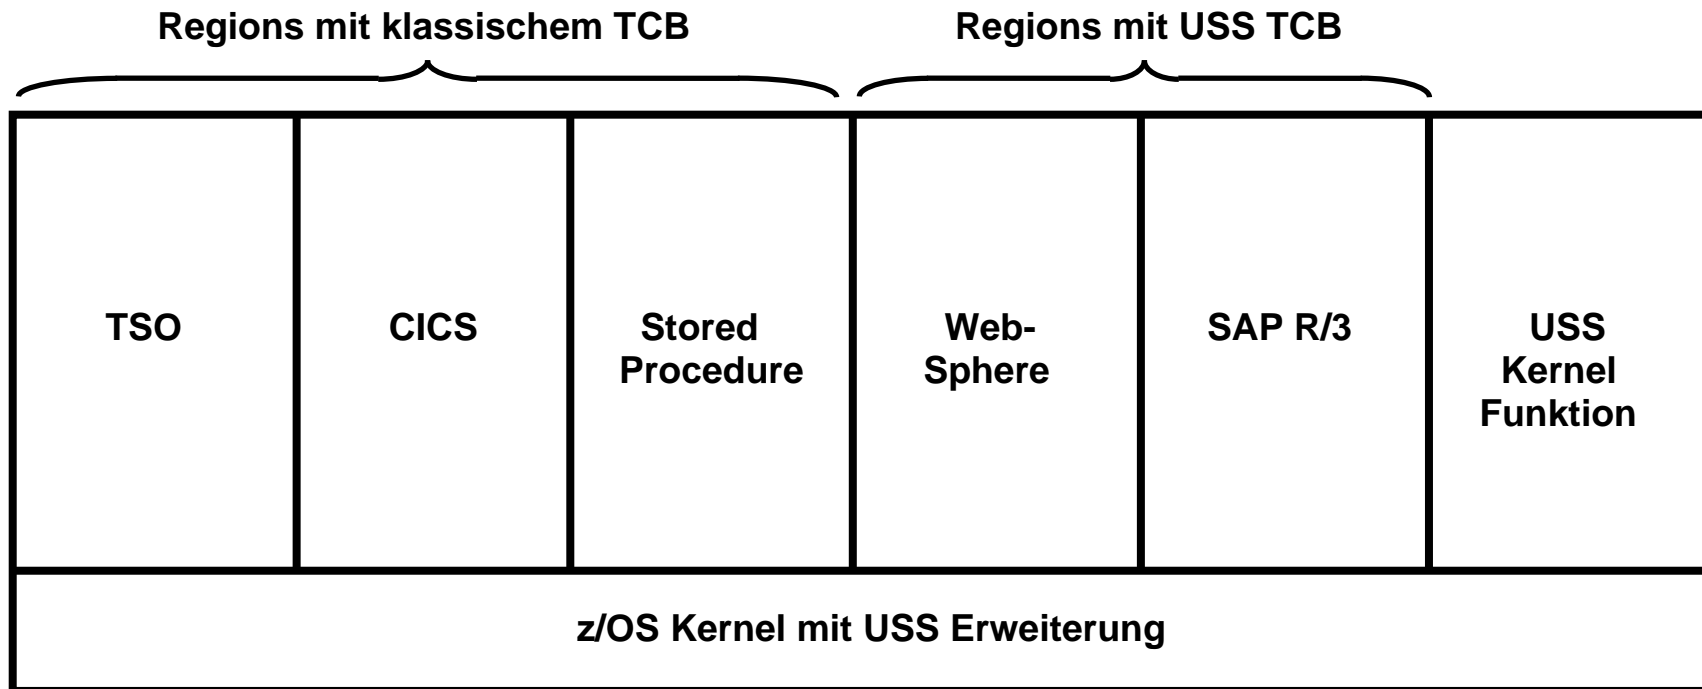 Regions mit klassischem TCB
Regions mit USS TCB
TSO
CICS
Stored
Procedure
Web-
Sphere
SAP R/3
USS
Kernel
Funktion
z/OS Kernel mit USS Erweiterung